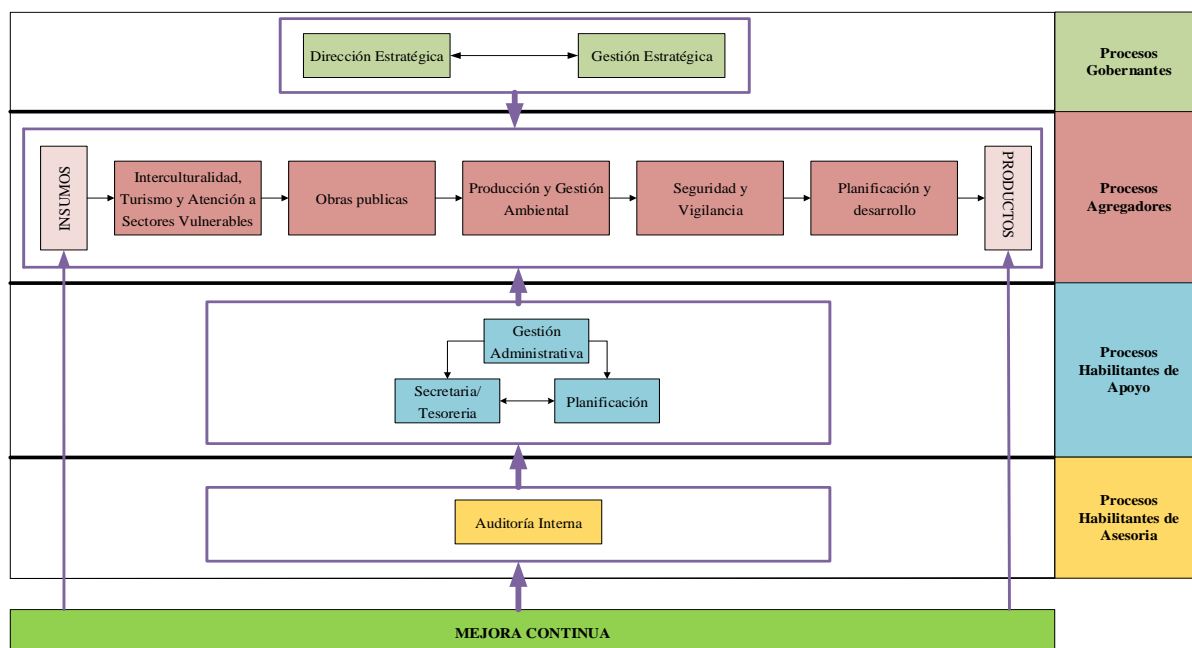 Dirección Estratégica
Gestión Estratégica
Procesos
Gobernantes
INSUMOS
Interculturalidad,
Turismo y Atención a
Sectores Vulnerables
Obras publicas
Producción y Gestión
Ambiental
Seguridad y
Vigilancia
Planificación y
desarrollo
PRODUCTOS
Procesos
Agregadores
Gestión
Administrativa
Secretaria/
Tesoreria
Planificación
Procesos
Habilitantes de
Apoyo
Auditoría Interna
Procesos
Habilitantes de
Asesoria
MEJORA CONTINUA